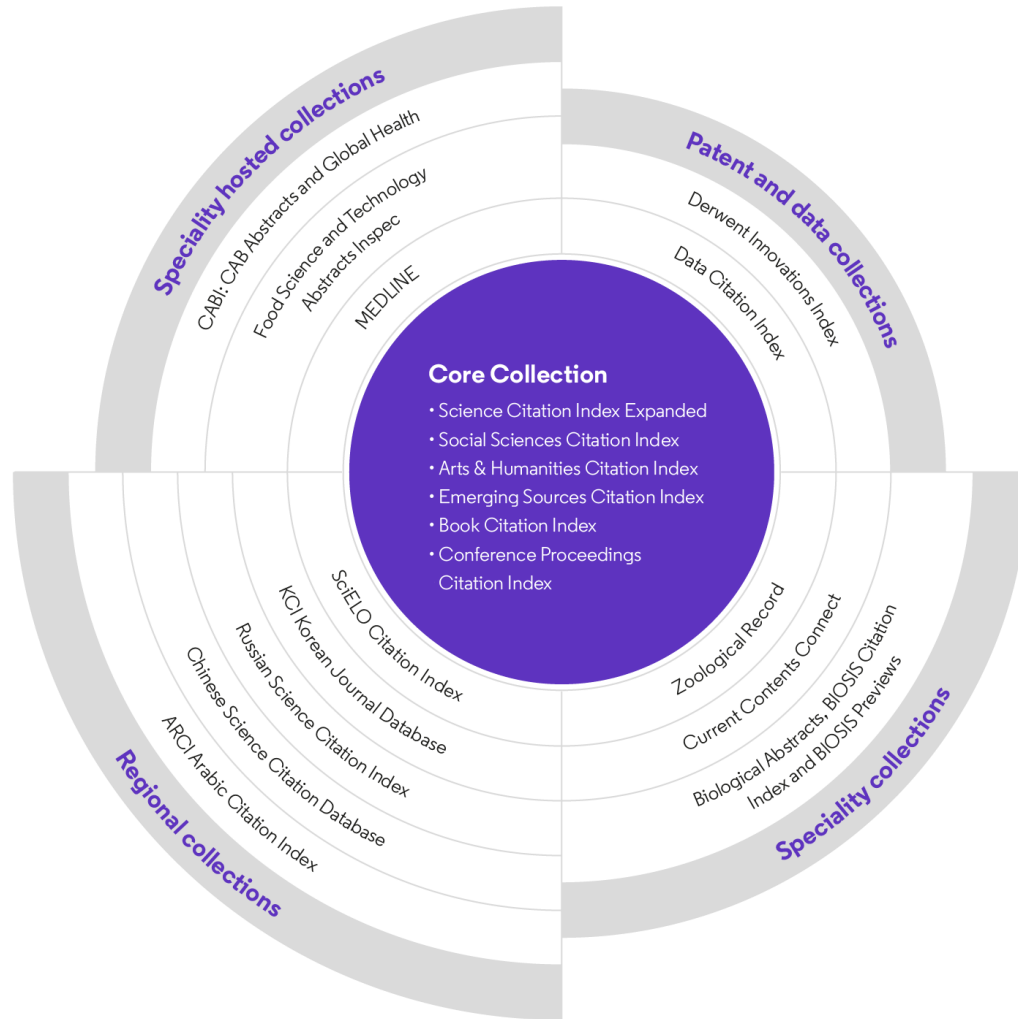 Speciality hosted collections
CABI: CAB Abstracts and Global Health
Food Science and Technology
Abstracts Inspec
MEDLINE
Patent and data collections
Derwent Innovations Index
Data Citation Index
Core Collection
• Science Citation Index Expanded
• Social Sciences Citation Index
• Arts & Humanities Citation Index
• Emerging Sources Citation Index
• Book Citation Index
• Conference Proceedings
Citation Index
SciELO Citation Index
KCI Korean Journal Database
Russian Science Citation Index
Chinese Science Citation Database
ARCI Arabic Citation Index
Regional collections
Zoological Record
Current Contents Connect
Biological Abstracts, BIOSIS Citation
Index and BIOSIS Previews
Speciality collections